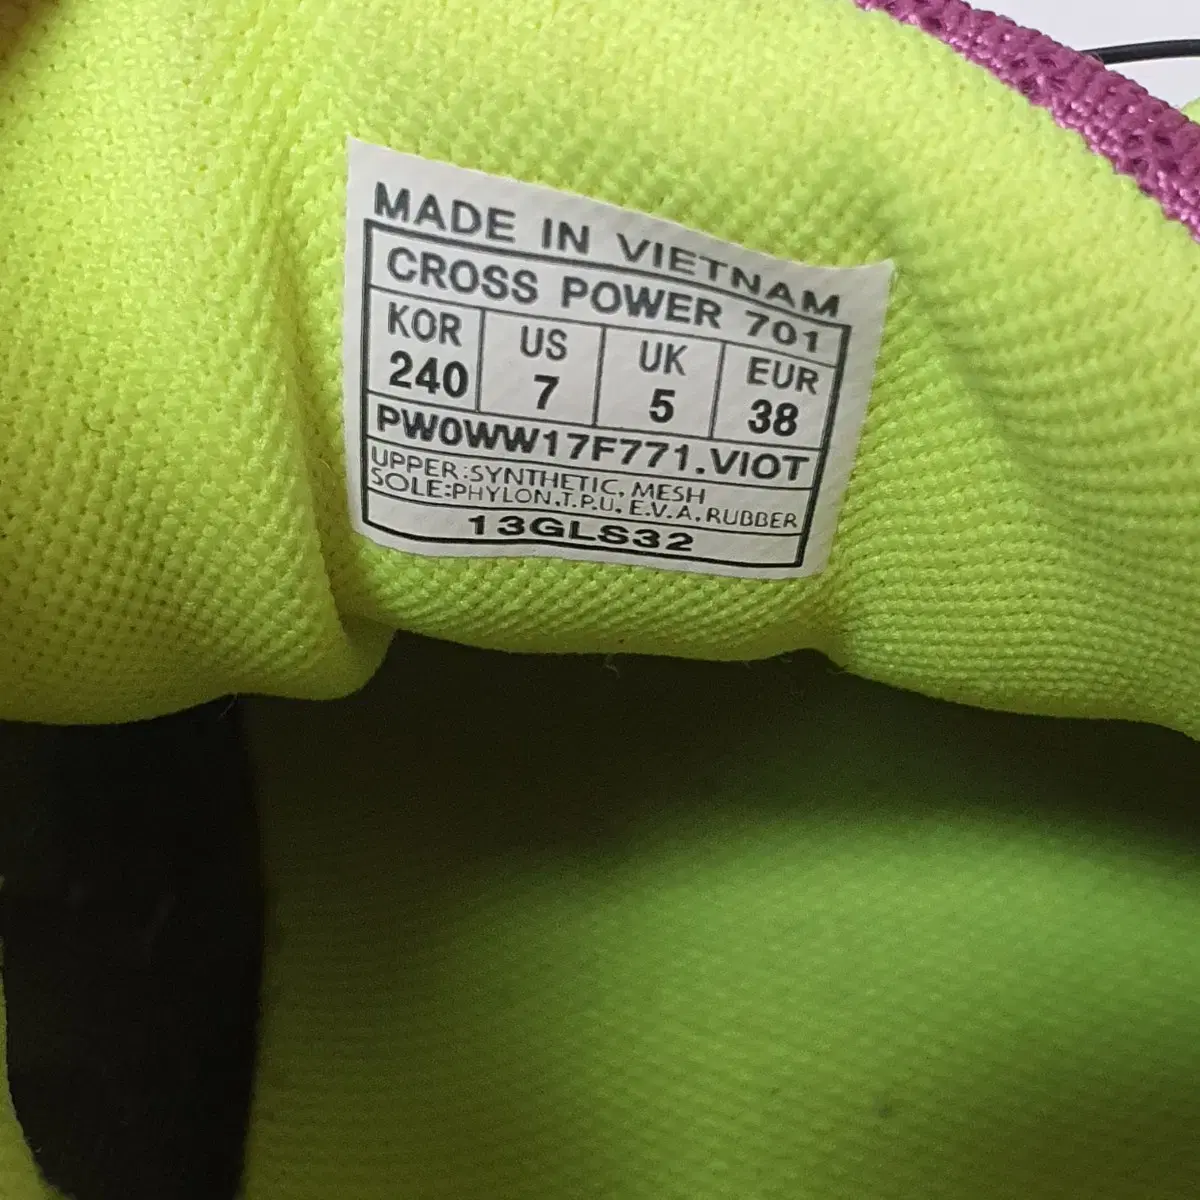 MADE IN VIETNAM
CROSS POWER 701
KOR US UK EUR
240 7 5 38
PW0WW17F771.VIOT
UPPER:SYNTHETIC, MESH
SOLE:PHYLON.T.P.U, E.V.A.RUBBER
13GLS32